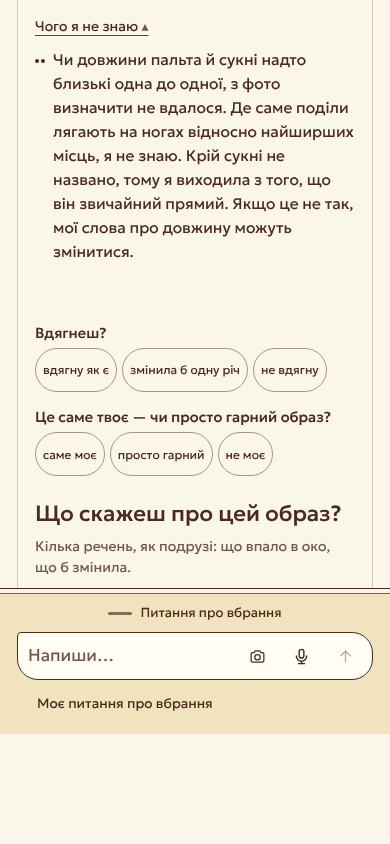 Чого я не знаю ▲
•• Чи довжини пальта й сукні надто
близькі одна до одної, з фото
визначити не вдалося. Де саме поділи
лягають на ногах відносно найширших
місць, я не знаю. Крій сукні не
названо, тому я виходила з того, що
він звичайний прямий. Якщо це не так,
мої слова про довжину можуть
змінитися.
Вдягнеш?
вдягну як є
змінила б одну річ
не вдягну
Це саме твоє — чи просто гарний образ?
саме моє
просто гарний
не моє
Що скажеш про цей образ?
Кілька речень, як подрузі: що впало в око,
що б змінила.
Питання про вбрання
Напиши...
Моє питання про вбрання